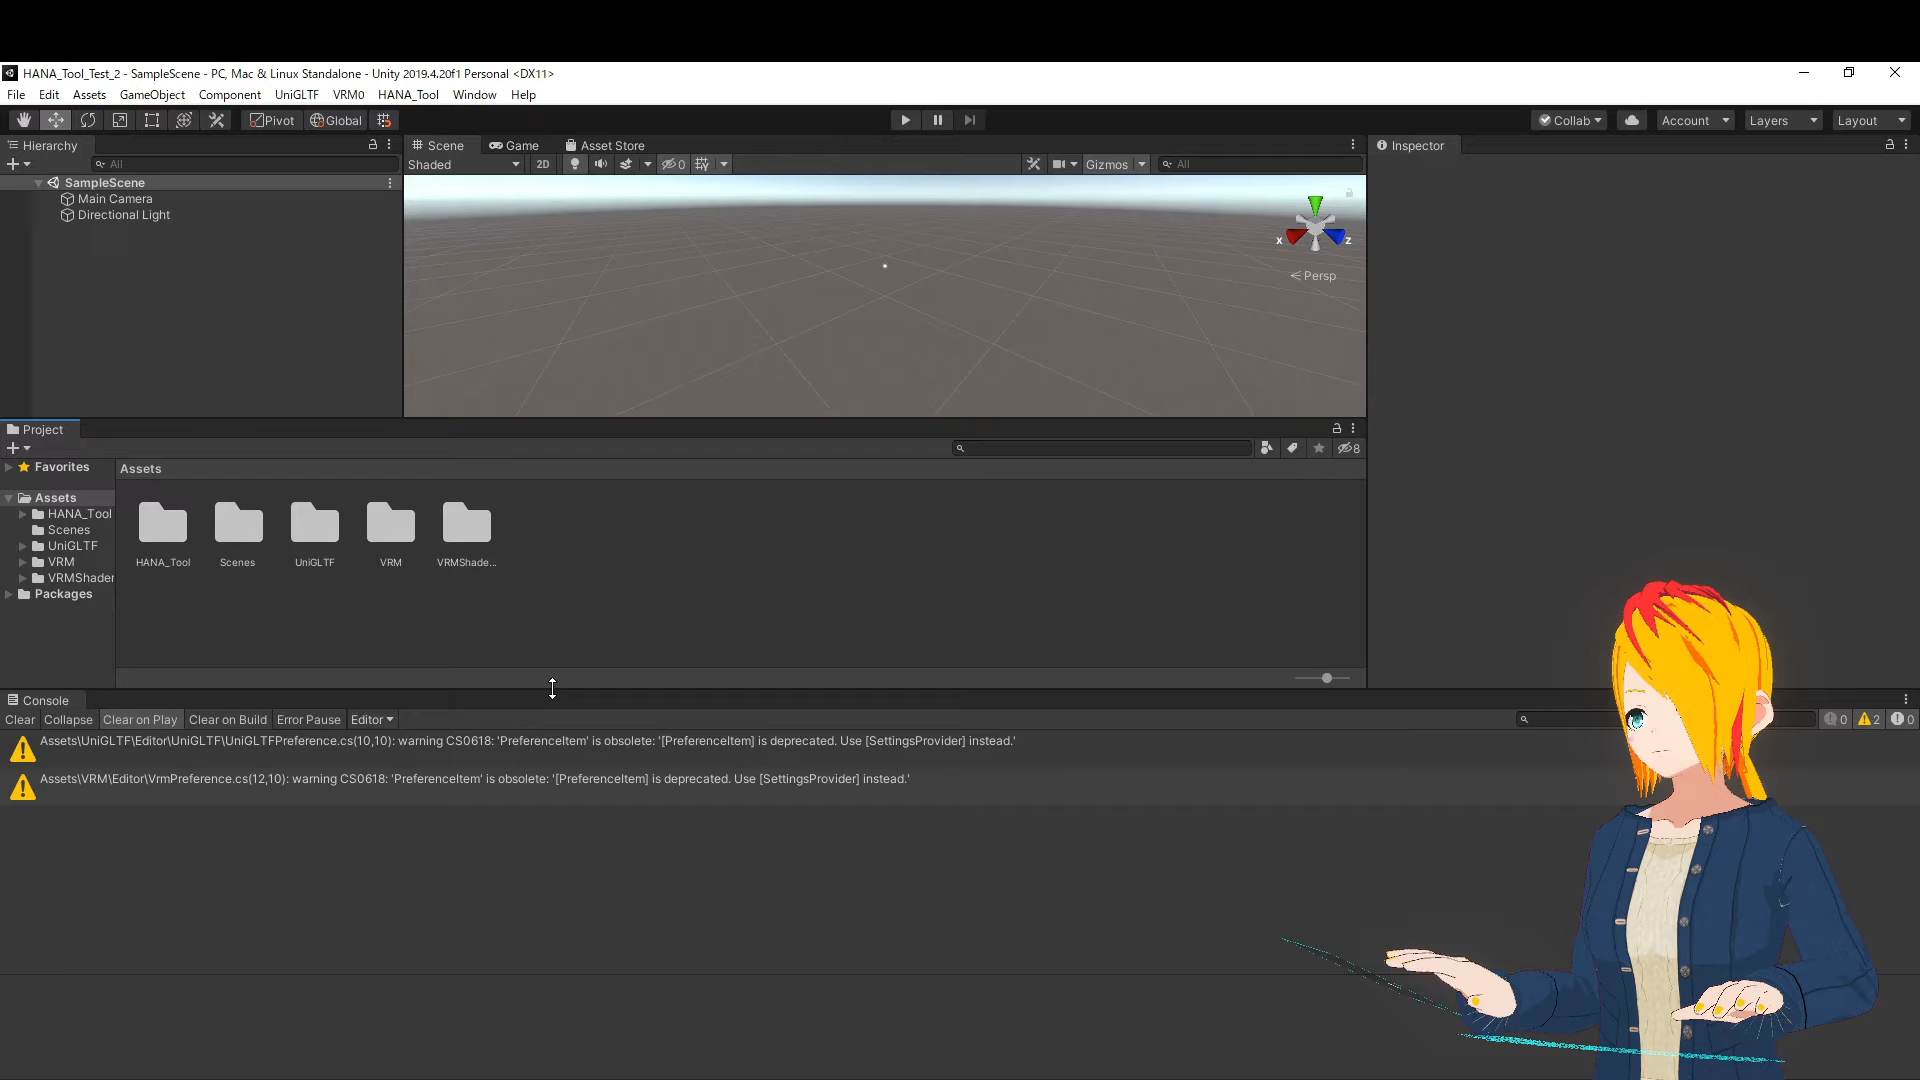 HANA_Tool_Test_2 - SampleScene - PC, Mac & Linux Standalone - Unity 2019.4.20f1 Personal <DX11>
File Edit Assets GameObject Component UniGLTF VRM0 HANA_Tool Window Help
Pivot Global Collab Account Layers Layout
Hierarchy
All
SampleScene
Main Camera
Directional Light
Scene Game Asset Store
Shaded 2D 0 Gizmos All
x z
Persp
Inspector
Project
8
Favorites
Assets
HANA_Tool
Scenes
UniGLTF
VRM
VRMShader
Packages
Assets
HANA_Tool Scenes UniGLTF VRM VRMShade...
Console
Clear Collapse Clear on Play Clear on Build Error Pause Editor 0 2 0
Assets\UniGLTF\Editor\UniGLTF\UniGLTFPreference.cs(10,10): warning CS0618: 'PreferenceItem' is obsolete: '[PreferenceItem] is deprecated. Use [SettingsProvider] instead.'
Assets\VRM\Editor\VrmPreference.cs(12,10): warning CS0618: 'PreferenceItem' is obsolete: '[PreferenceItem] is deprecated. Use [SettingsProvider] instead.'